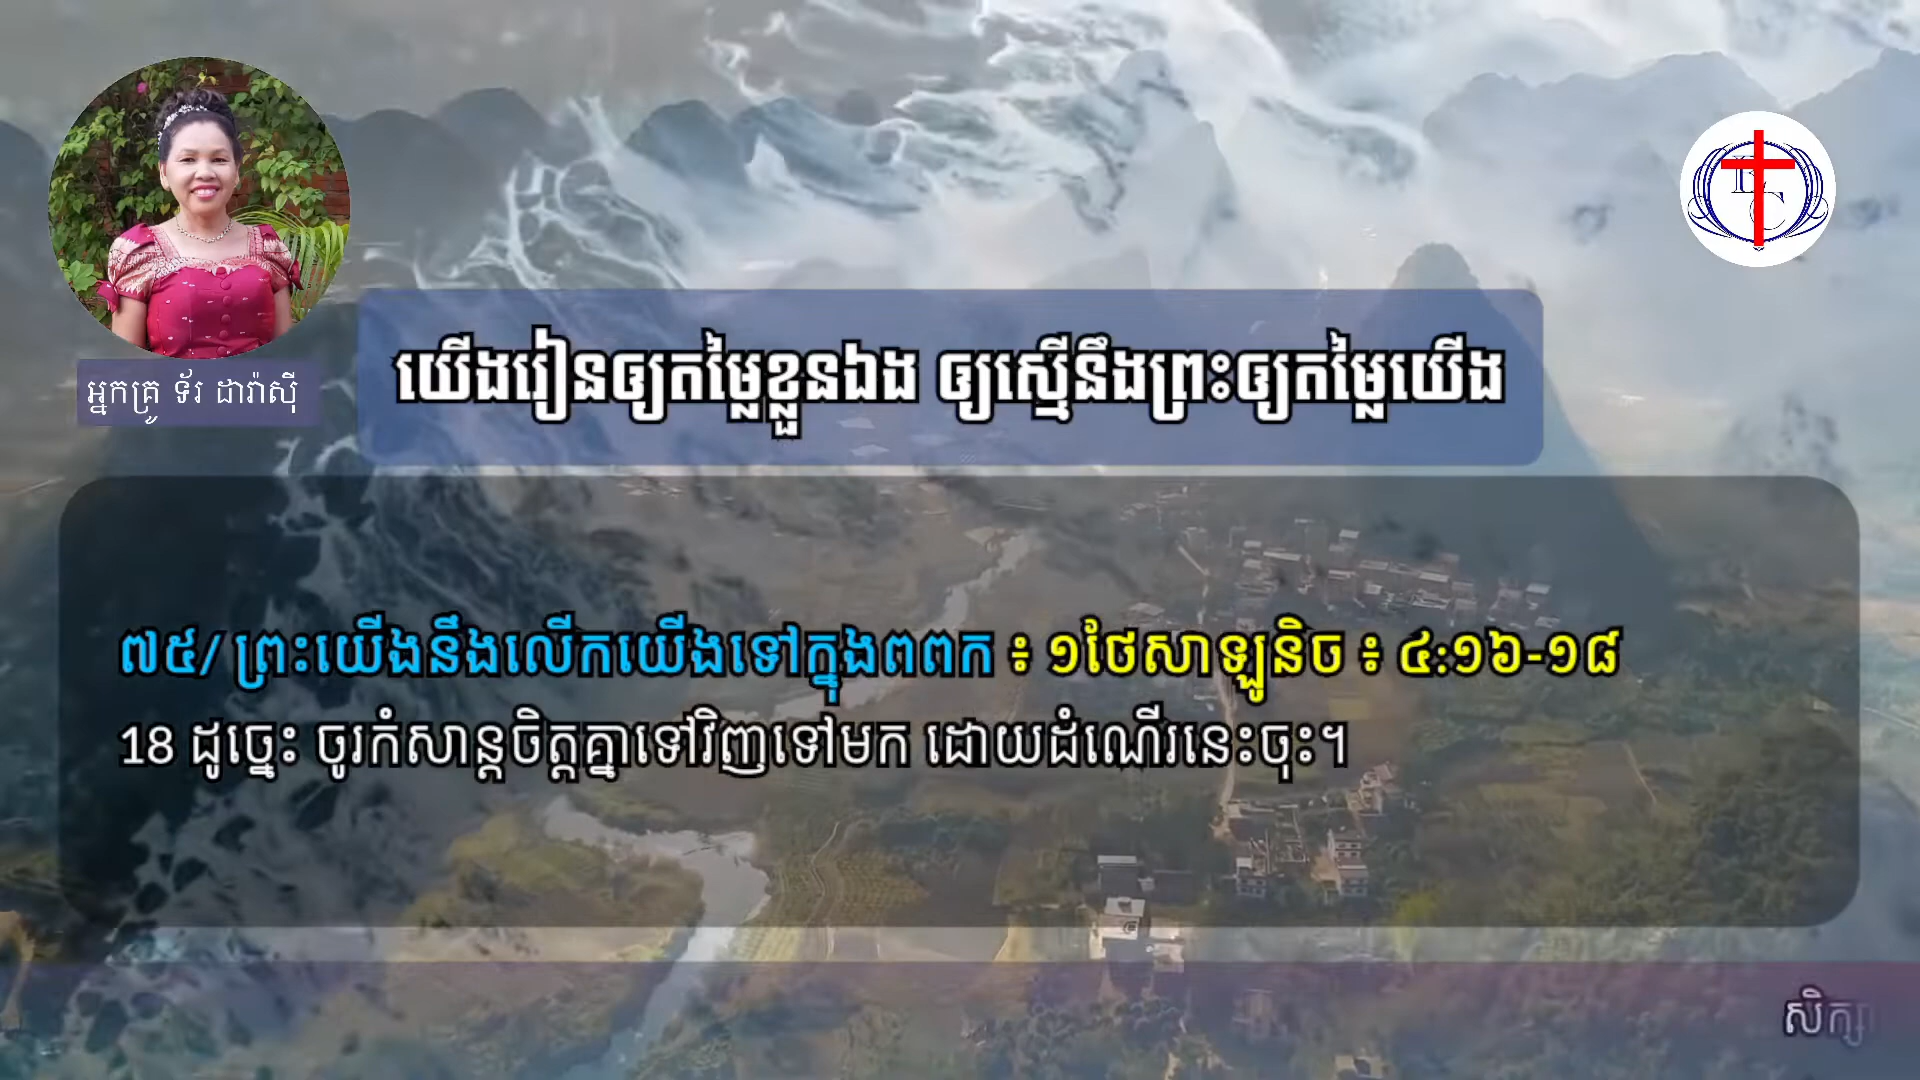 អ្នកគ្រូ ទ័រ ដារ៉ាស៊ី
យើងរៀនឲ្យតម្លៃខ្លួនឯង ឲ្យស្មើនឹងព្រះឲ្យតម្លៃយើង
៧៥/ ព្រះយើងនឹងលើកយើងទៅក្នុងពពក ៖ ១ថែសាឡូនិច ៖ ៤:១៦-១៨
18 ដូច្នេះ ចូរកំសាន្តចិត្តគ្នាទៅវិញទៅមក ដោយដំណើរនេះចុះ។
សិក្សា